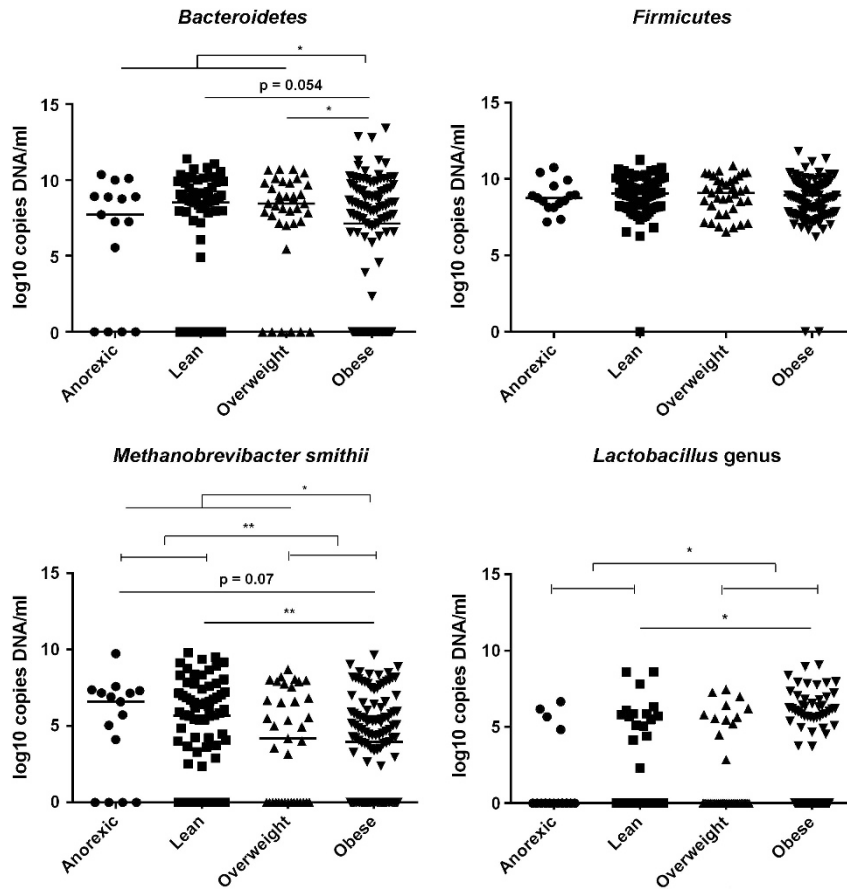 Bacteroidetes
*
p = 0.054
*
15
10
5
0
log10 copies DNA/ml
Anorexic
Lean
Overweight
Obese
Firmicutes
15
10
5
0
log10 copies DNA/ml
Anorexic
Lean
Overweight
Obese
Methanobrevibacter smithii
*
**
p = 0.07
**
15
10
5
0
log10 copies DNA/ml
Anorexic
Lean
Overweight
Obese
Lactobacillus genus
*
*
15
10
5
0
log10 copies DNA/ml
Anorexic
Lean
Overweight
Obese